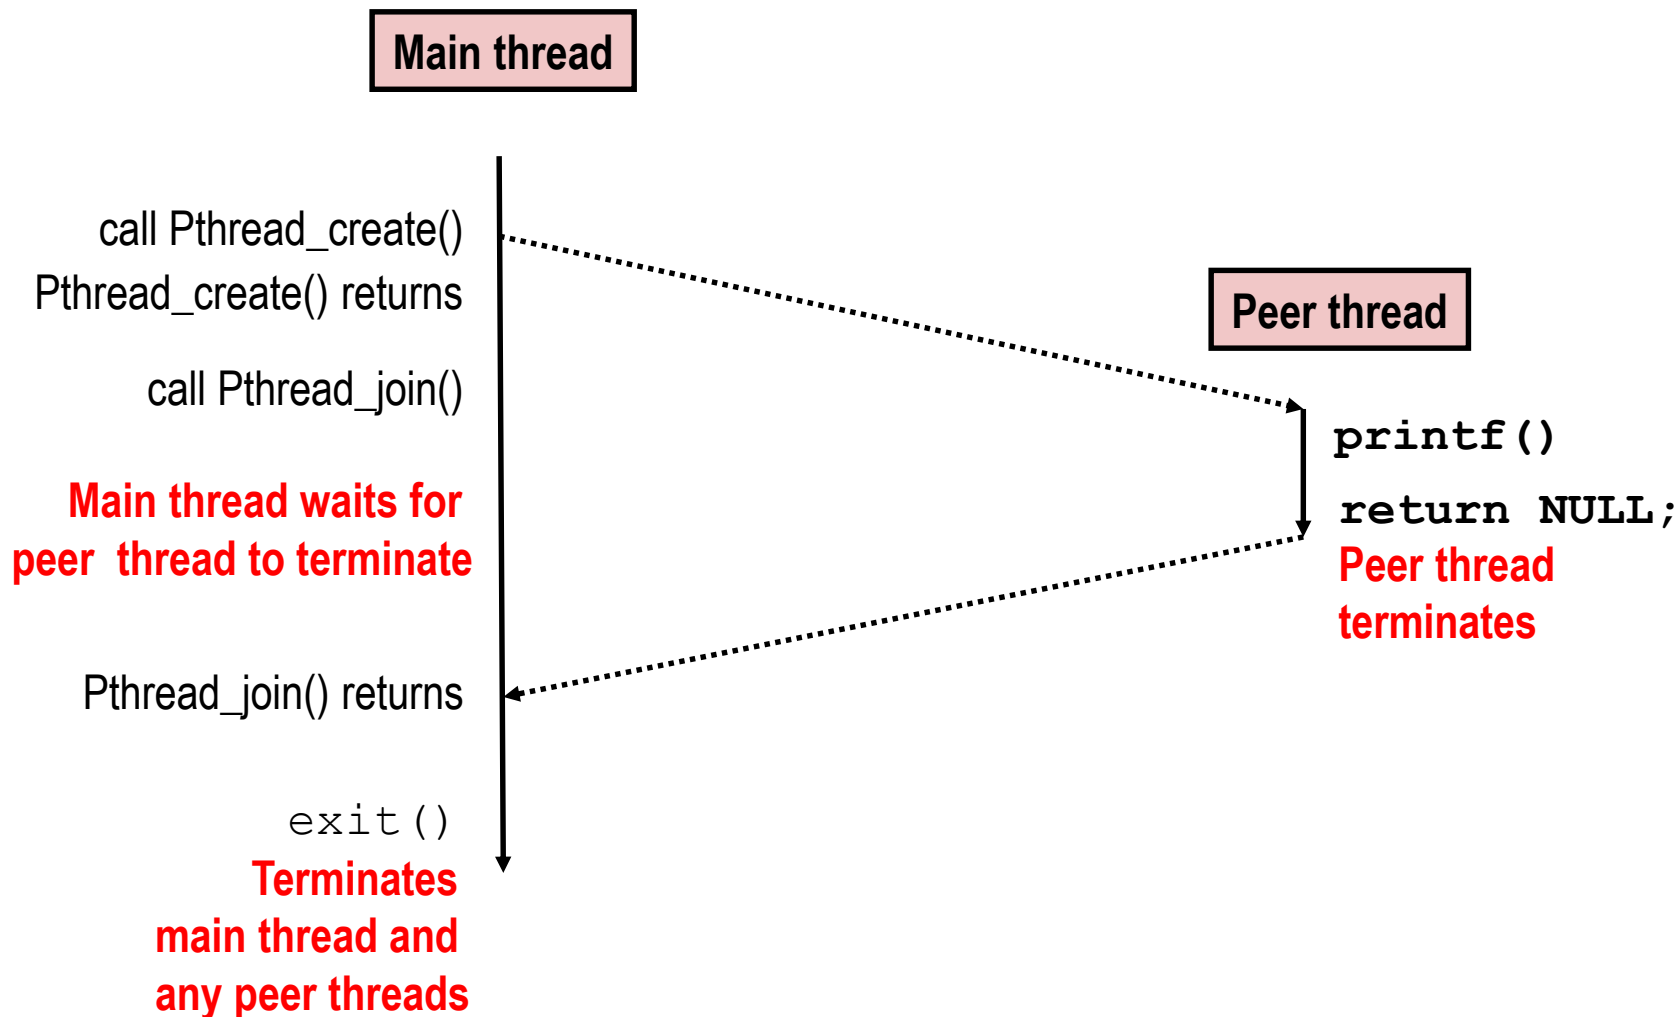 Main thread
call Pthread_create()
Pthread_create() returns
call Pthread_join()
Main thread waits for
peer thread to terminate
Pthread_join() returns
exit()
Terminates
main thread and
any peer threads
Peer thread
printf()
return NULL;
Peer thread
terminates